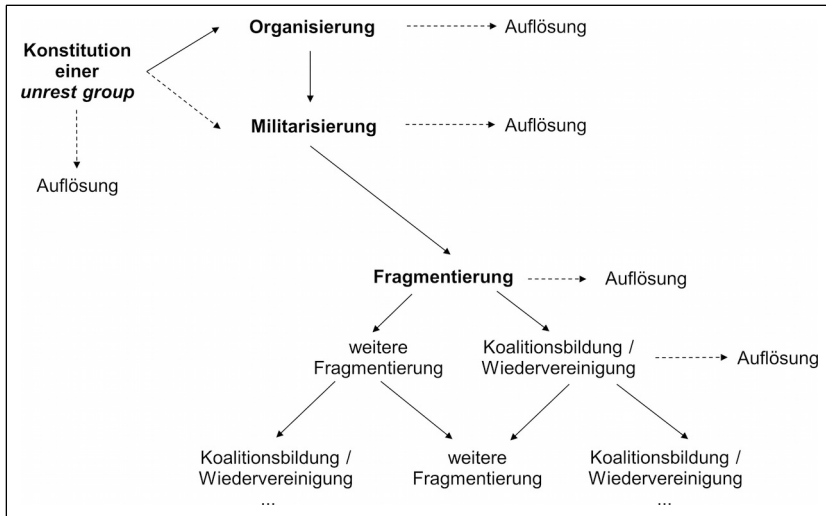 Organisierung
Auflösung
Konstitution
einer
unrest group
Militarisierung
Auflösung
Auflösung
Fragmentierung
Auflösung
weitere
Fragmentierung
Koalitionsbildung /
Wiedervereinigung
Auflösung
Koalitionsbildung /
Wiedervereinigung
...
weitere
Fragmentierung
Koalitionsbildung /
Wiedervereinigung
...